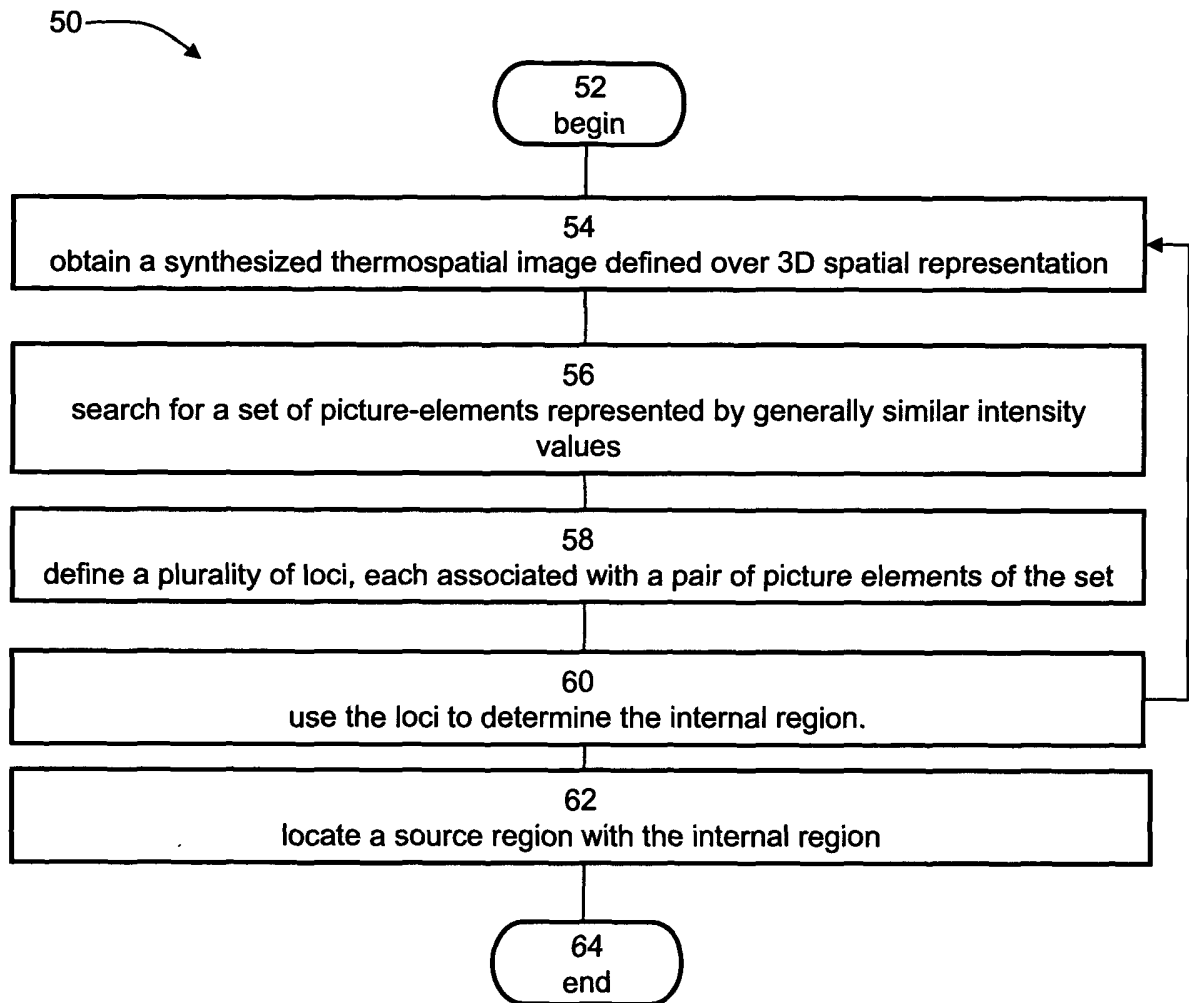 50
52
begin
54
obtain a synthesized thermospatial image defined over 3D spatial representation
56
search for a set of picture-elements represented by generally similar intensity
values
58
define a plurality of loci, each associated with a pair of picture elements of the set
60
use the loci to determine the internal region.
62
locate a source region with the internal region
64
end